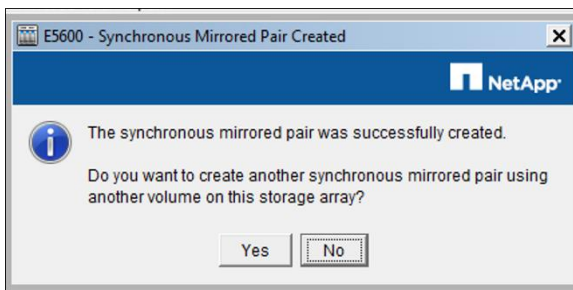 E5600 - Synchronous Mirrored Pair Created
NetApp
The synchronous mirrored pair was successfully created.
Do you want to create another synchronous mirrored pair using
another volume on this storage array?
Yes
No